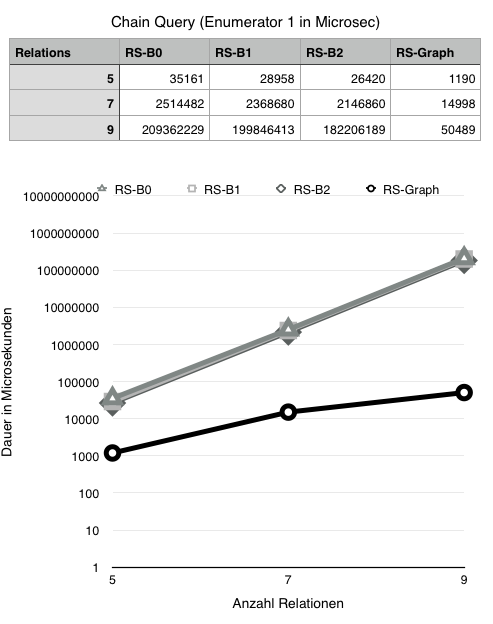 Chain Query (Enumerator 1 in Microsec)
Relations RS-B0 RS-B1 RS-B2 RS-Graph
5 35161 28958 26420 1190
7 2514482 2368680 2146860 14998
9 209362229 199846413 182206189 50489
RS-B0 RS-B1 RS-B2 RS-Graph
10000000000
1000000000
100000000
10000000
1000000
100000
10000
1000
100
10
1
Dauer in Microsekunden
5 7 9
Anzahl Relationen